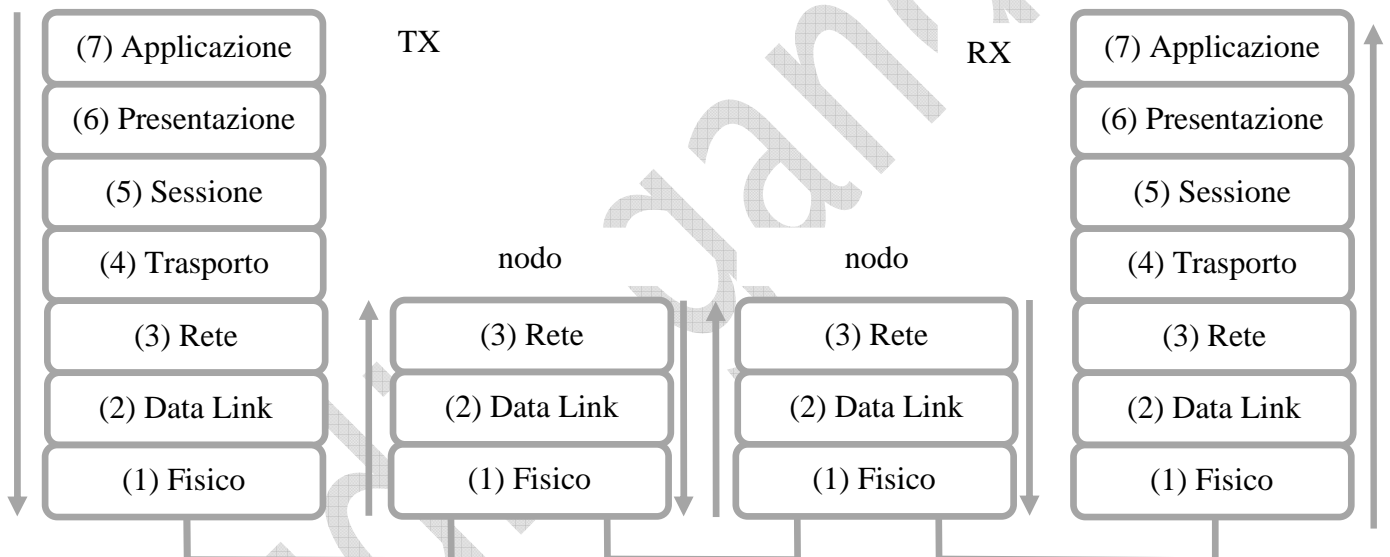 (7) Applicazione
(6) Presentazione
(5) Sessione
(4) Trasporto
(3) Rete
(2) Data Link
(1) Fisico
TX
nodo
(3) Rete
(2) Data Link
(1) Fisico
nodo
(3) Rete
(2) Data Link
(1) Fisico
RX
(7) Applicazione
(6) Presentazione
(5) Sessione
(4) Trasporto
(3) Rete
(2) Data Link
(1) Fisico